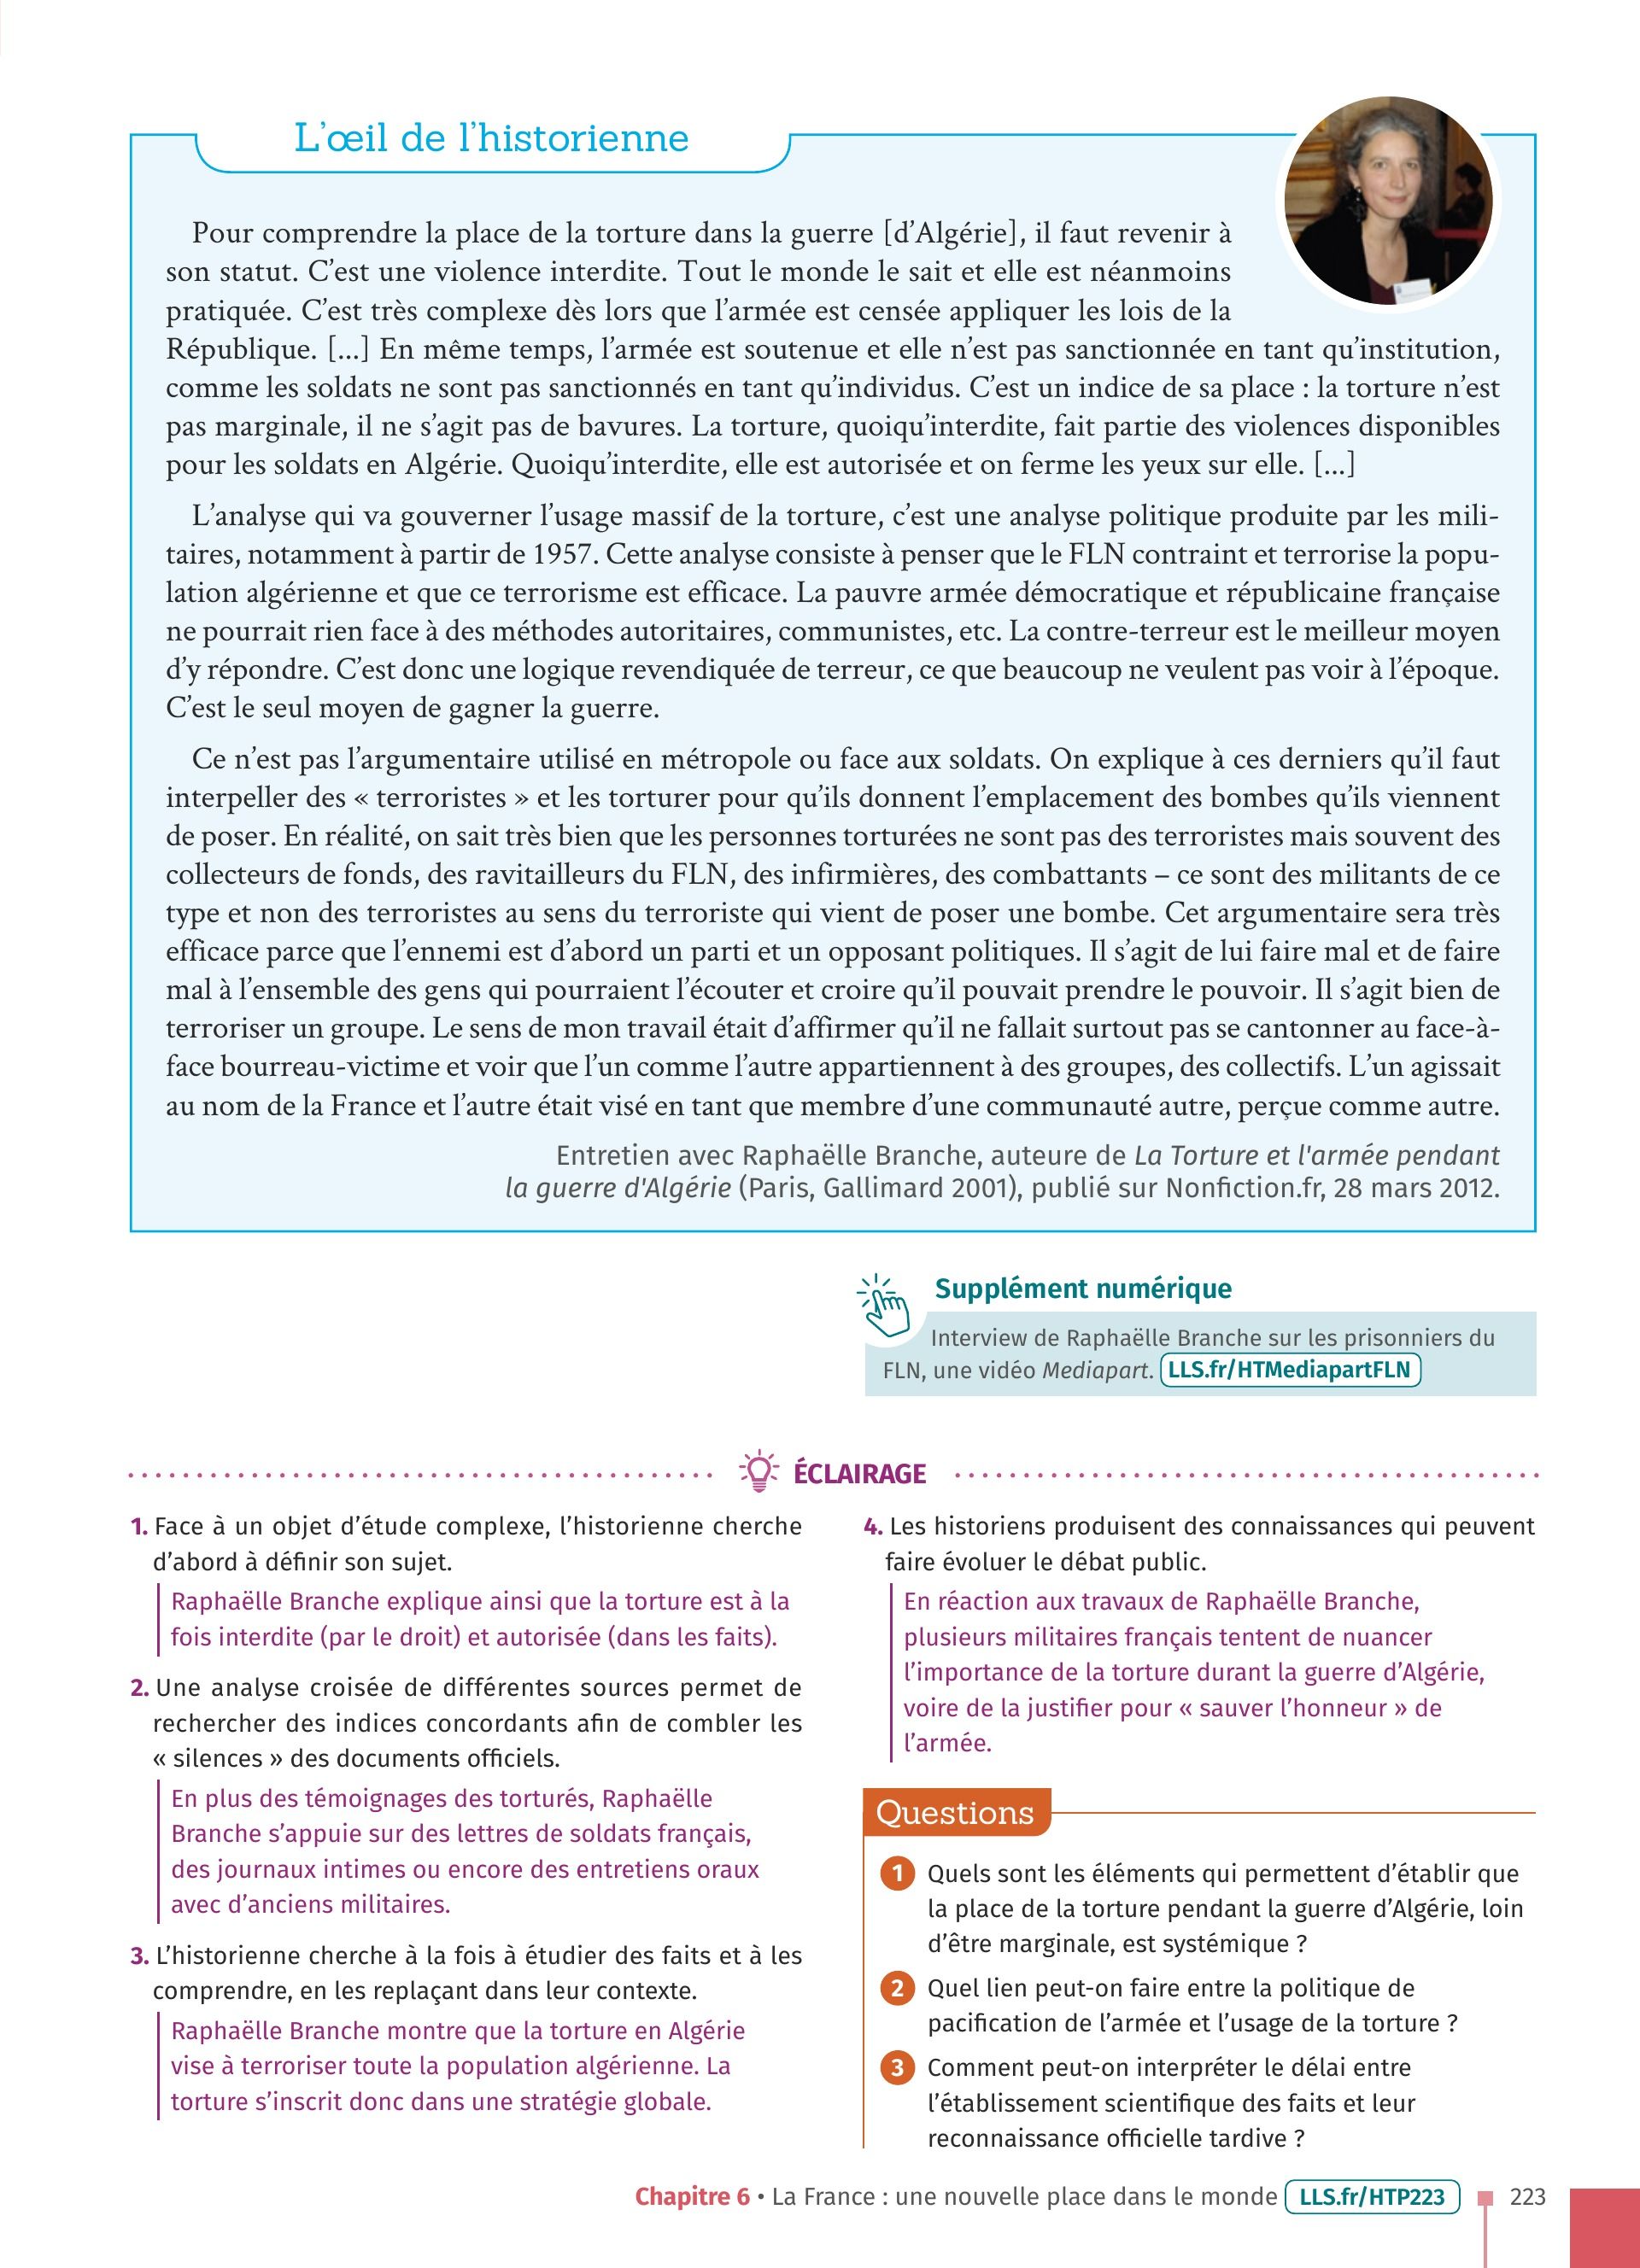 L’œil de l’historienne
Pour comprendre la place de la torture dans la guerre [d’Algérie], il faut revenir à
son statut. C’est une violence interdite. Tout le monde le sait et elle est néanmoins
pratiquée. C’est très complexe dès lors que l’armée est censée appliquer les lois de la
République. [...] En même temps, l’armée est soutenue et elle n’est pas sanctionnée en tant qu’institution,
comme les soldats ne sont pas sanctionnés en tant qu’individus. C’est un indice de sa place : la torture n’est
pas marginale, il ne s’agit pas de bavures. La torture, quoiqu’interdite, fait partie des violences disponibles
pour les soldats en Algérie. Quoiqu’interdite, elle est autorisée et on ferme les yeux sur elle. [...]
L’analyse qui va gouverner l’usage massif de la torture, c’est une analyse politique produite par les mili-
taires, notamment à partir de 1957. Cette analyse consiste à penser que le FLN contraint et terrorise la popu-
lation algérienne et que ce terrorisme est efficace. La pauvre armée démocratique et républicaine française
ne pourrait rien face à des méthodes autoritaires, communistes, etc. La contre-terreur est le meilleur moyen
d’y répondre. C’est donc une logique revendiquée de terreur, ce que beaucoup ne veulent pas voir à l’époque.
C’est le seul moyen de gagner la guerre.
Ce n’est pas l’argumentaire utilisé en métropole ou face aux soldats. On explique à ces derniers qu’il faut
interpeller des « terroristes » et les torturer pour qu’ils donnent l’emplacement des bombes qu’ils viennent
de poser. En réalité, on sait très bien que les personnes torturées ne sont pas des terroristes mais souvent des
collecteurs de fonds, des ravitailleurs du FLN, des infirmières, des combattants – ce sont des militants de ce
type et non des terroristes au sens du terroriste qui vient de poser une bombe. Cet argumentaire sera très
efficace parce que l’ennemi est d’abord un parti et un opposant politiques. Il s’agit de lui faire mal et de faire
mal à l’ensemble des gens qui pourraient l’écouter et croire qu’il pouvait prendre le pouvoir. Il s’agit bien de
terroriser un groupe. Le sens de mon travail était d’affirmer qu’il ne fallait surtout pas se cantonner au face-à-
face bourreau-victime et voir que l’un comme l’autre appartiennent à des groupes, des collectifs. L’un agissait
au nom de la France et l’autre était visé en tant que membre d’une communauté autre, perçue comme autre.
Entretien avec Raphaëlle Branche, auteure de La Torture et l'armée pendant
la guerre d'Algérie (Paris, Gallimard 2001), publié sur Nonfiction.fr, 28 mars 2012.
Supplément numérique
Interview de Raphaëlle Branche sur les prisonniers du
FLN, une vidéo Mediapart. LLS.fr/HTMediapartFLN
ÉCLAIRAGE
1. Face à un objet d’étude complexe, l’historienne cherche
d’abord à définir son sujet.
Raphaëlle Branche explique ainsi que la torture est à la
fois interdite (par le droit) et autorisée (dans les faits).
2. Une analyse croisée de différentes sources permet de
rechercher des indices concordants afin de combler les
« silences » des documents officiels.
En plus des témoignages des torturés, Raphaëlle
Branche s’appuie sur des lettres de soldats français,
des journaux intimes ou encore des entretiens oraux
avec d’anciens militaires.
3. L’historienne cherche à la fois à étudier des faits et à les
comprendre, en les replaçant dans leur contexte.
Raphaëlle Branche montre que la torture en Algérie
vise à terroriser toute la population algérienne. La
torture s’inscrit donc dans une stratégie globale.
4. Les historiens produisent des connaissances qui peuvent
faire évoluer le débat public.
En réaction aux travaux de Raphaëlle Branche,
plusieurs militaires français tentent de nuancer
l’importance de la torture durant la guerre d’Algérie,
voire de la justifier pour « sauver l’honneur » de
l’armée.
Questions
1 Quels sont les éléments qui permettent d’établir que
la place de la torture pendant la guerre d’Algérie, loin
d’être marginale, est systémique ?
2 Quel lien peut-on faire entre la politique de
pacification de l’armée et l’usage de la torture ?
3 Comment peut-on interpréter le délai entre
l’établissement scientifique des faits et leur
reconnaissance officielle tardive ?
Chapitre 6 • La France : une nouvelle place dans le monde LLS.fr/HTP223 223